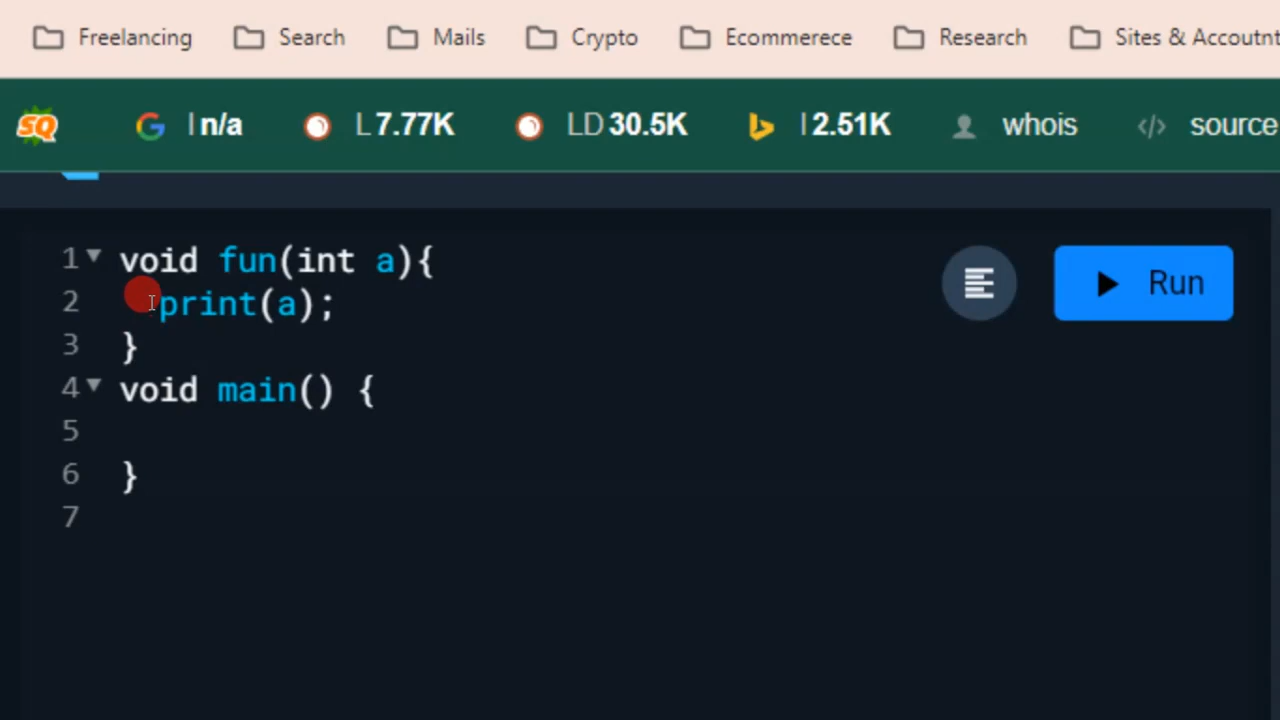 Freelancing Search Mails Crypto Ecommerece Research Sites & Accoutnt
SQ I n/a L 7.77K LD 30.5K I 2.51K whois </> source
1 void fun(int a){
2 print(a);
3 }
4 void main() {
5
6 }
7
Run